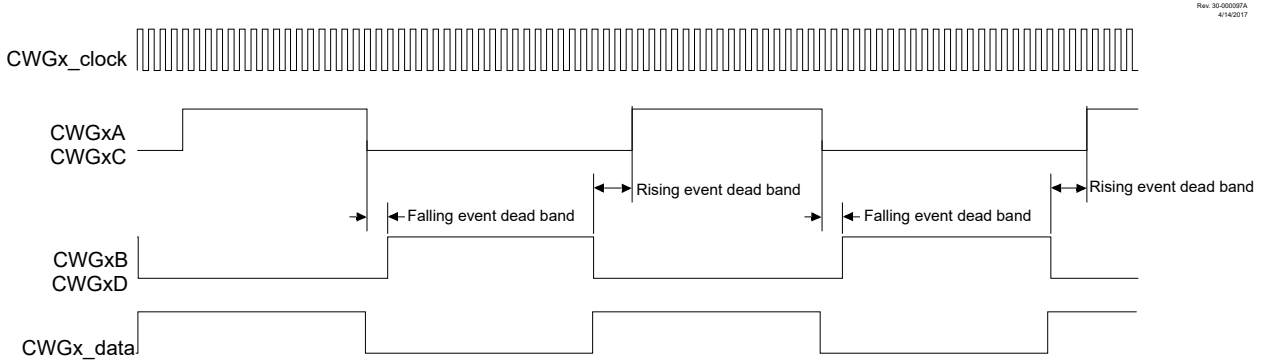 Rev. 30-000097A
4/14/2017
CWGx_clock
CWGxA
CWGxC
Rising event dead band
Rising event dead band
Falling event dead band
Falling event dead band
CWGxB
CWGxD
CWGx_data